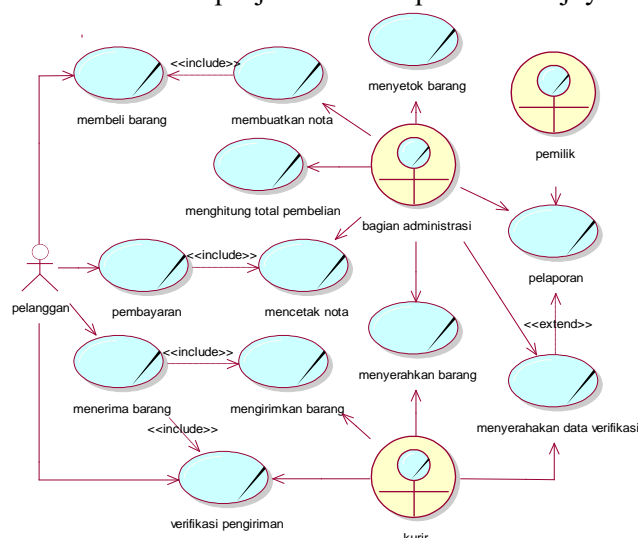 menyetok barang
<<include>>
membeli barang
membuatkan nota
pemilik
menghitung total pembelian
bagian administrasi
<<include>>
pelaporan
pelanggan
pembayaran
mencetak nota
<<extend>>
<<include>>
menyerahkan barang
menerima barang
mengirimkan barang
<<include>>
menyerahakan data verifikasi
verifikasi pengiriman
kurir